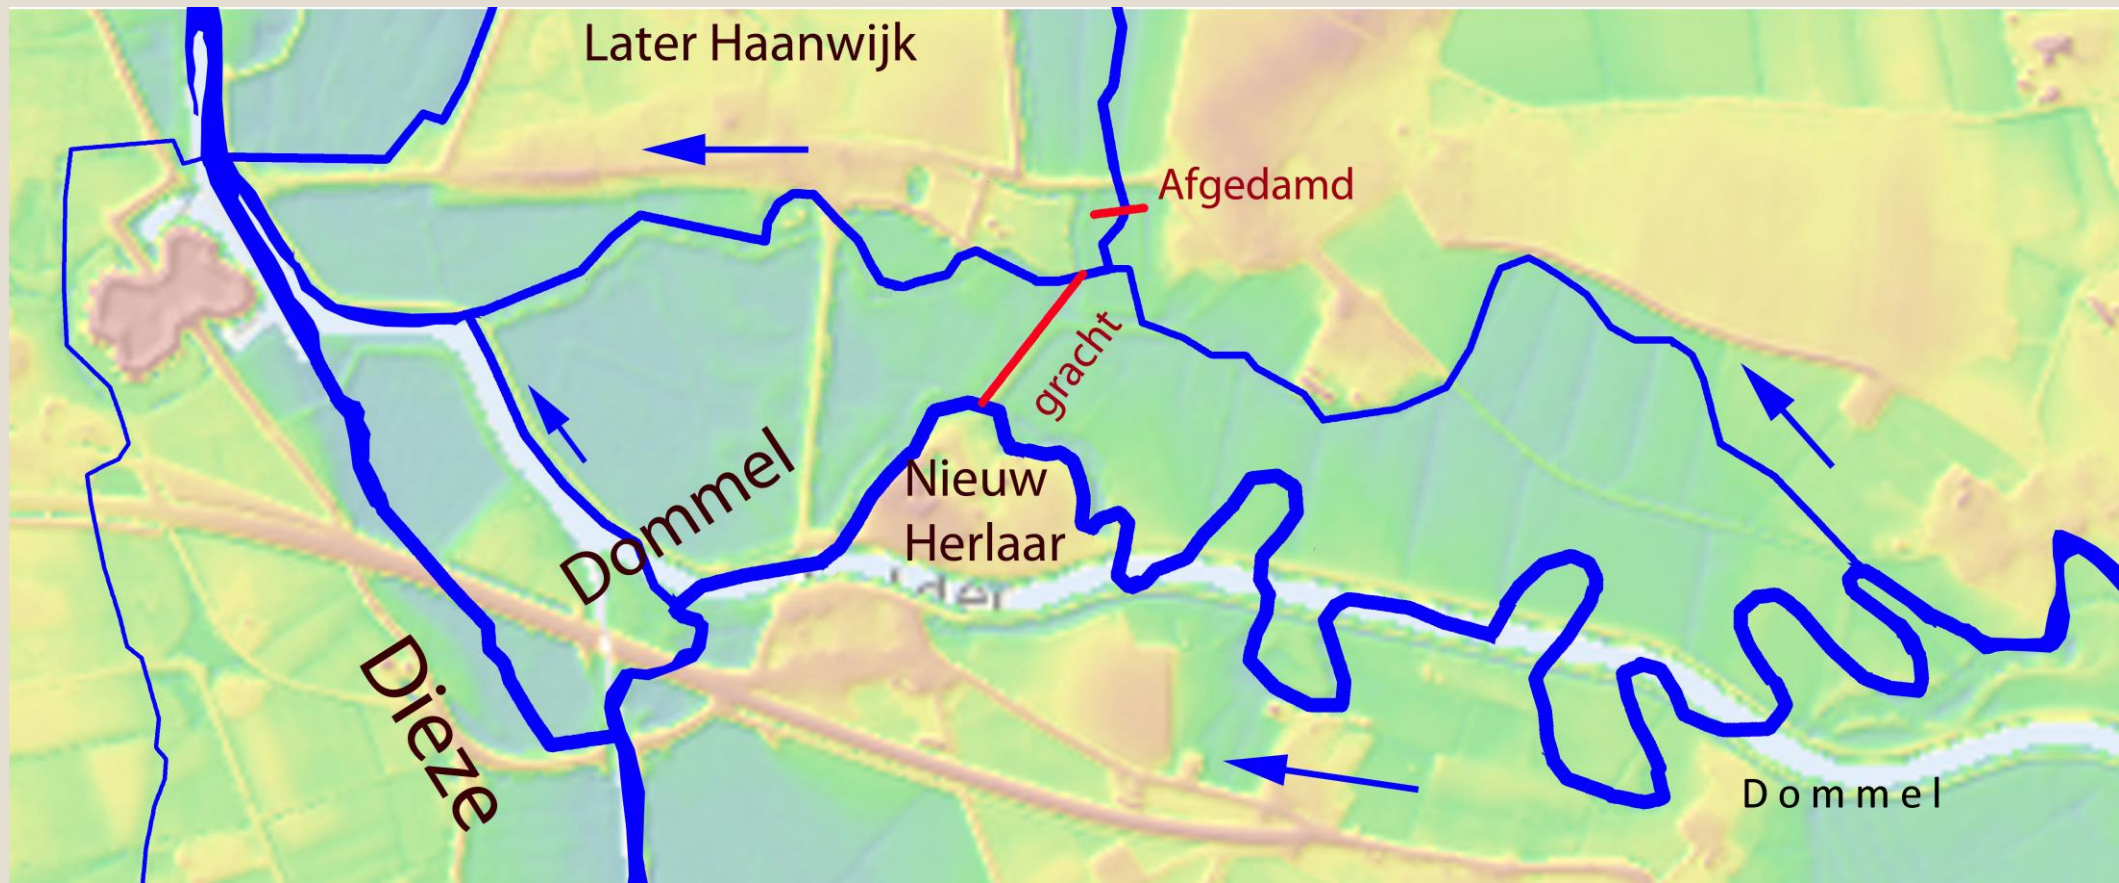 Later Haanwijk
Afgedamd
gracht
Nieuw
Herlaar
Dommel
Dieze
Dommel